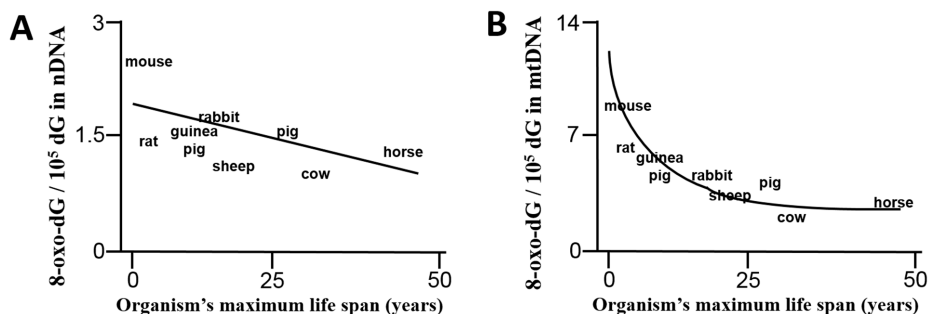 A
8-oxo-dG / 10⁵ dG in nDNA
3
1.5
0
mouse
rat
guinea
pig
rabbit
sheep
pig
cow
horse
0
25
50
Organism's maximum life span (years)
B
8-oxo-dG / 10⁵ dG in mtDNA
14
7
0
mouse
rat
guinea
pig
rabbit
sheep
pig
cow
horse
0
25
50
Organism's maximum life span (years)